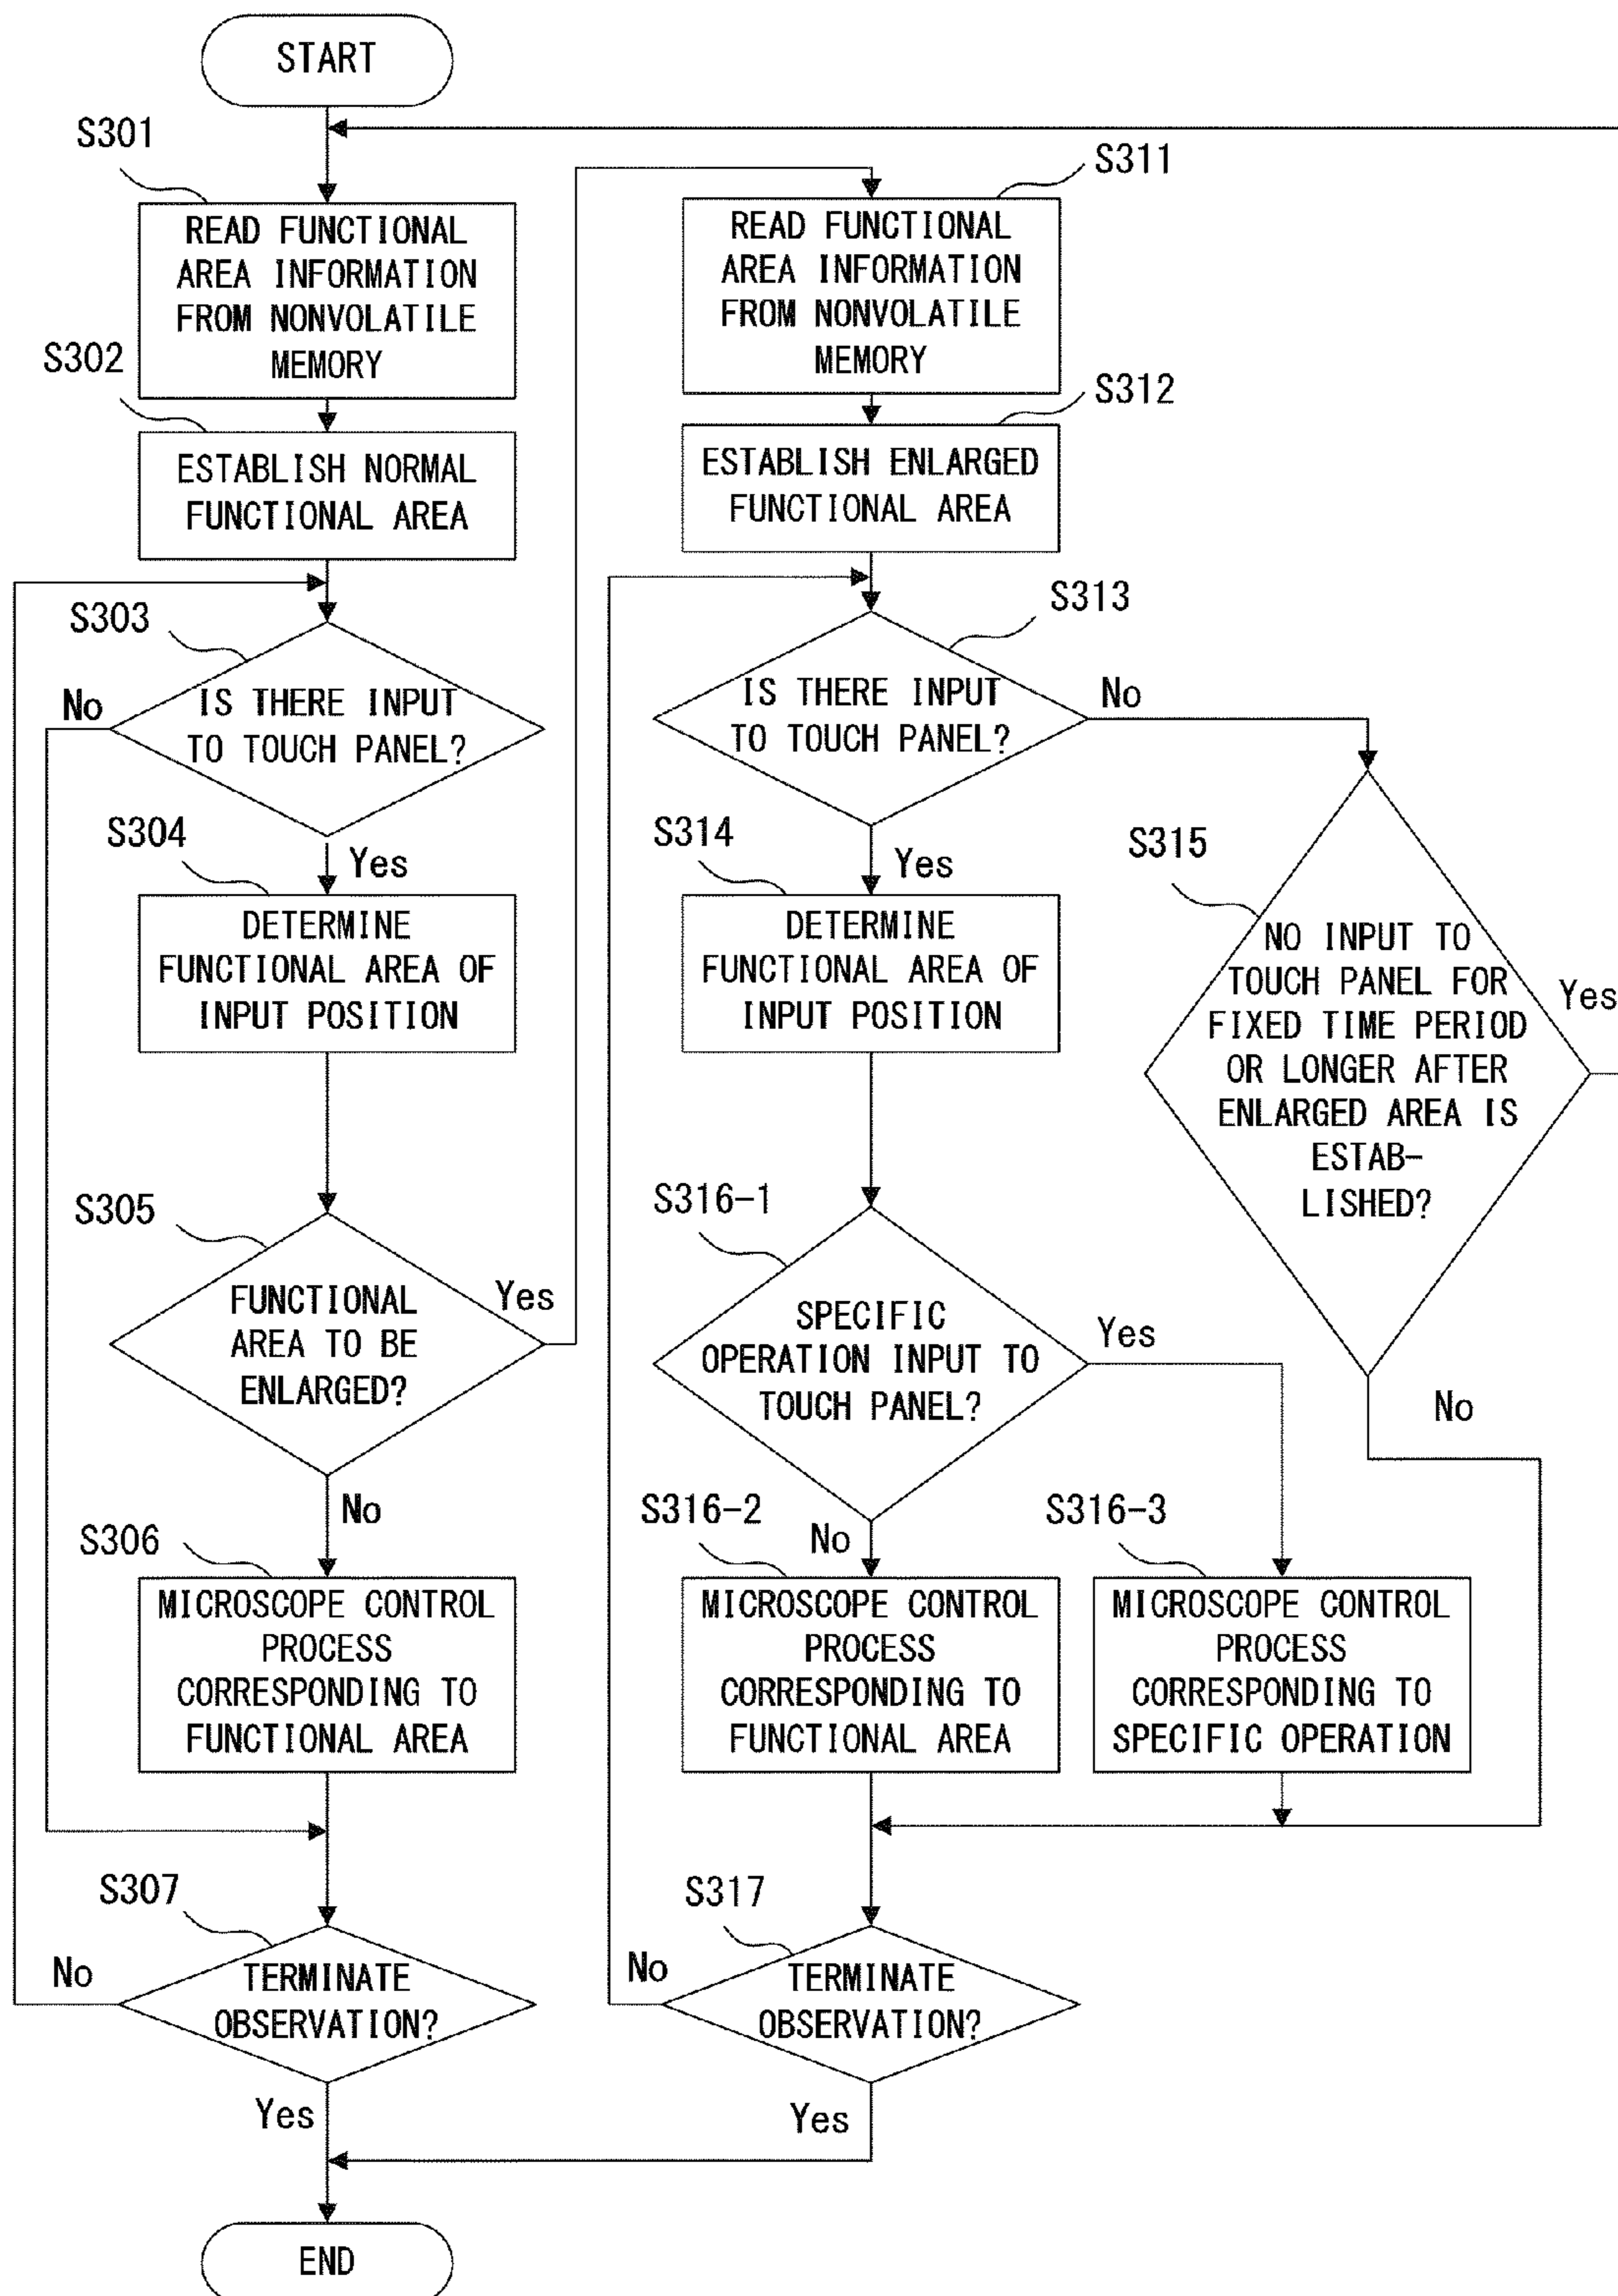 START
S301
READ FUNCTIONAL
AREA INFORMATION
FROM NONVOLATILE
MEMORY
S302
ESTABLISH NORMAL
FUNCTIONAL AREA
S303
No
IS THERE INPUT
TO TOUCH PANEL?
S304
Yes
DETERMINE
FUNCTIONAL AREA OF
INPUT POSITION
S305
FUNCTIONAL
AREA TO BE
ENLARGED?
Yes
No
S306
MICROSCOPE CONTROL
PROCESS
CORRESPONDING TO
FUNCTIONAL AREA
S307
No
TERMINATE
OBSERVATION?
Yes
S311
READ FUNCTIONAL
AREA INFORMATION
FROM NONVOLATILE
MEMORY
S312
ESTABLISH ENLARGED
FUNCTIONAL AREA
S313
IS THERE INPUT
TO TOUCH PANEL?
No
S314
Yes
DETERMINE
FUNCTIONAL AREA OF
INPUT POSITION
S315
NO INPUT TO
TOUCH PANEL FOR
FIXED TIME PERIOD
OR LONGER AFTER
ENLARGED AREA IS
ESTAB-
LISHED?
Yes
No
S316-1
SPECIFIC
OPERATION INPUT TO
TOUCH PANEL?
Yes
No
S316-2
MICROSCOPE CONTROL
PROCESS
CORRESPONDING TO
FUNCTIONAL AREA
S316-3
MICROSCOPE CONTROL
PROCESS
CORRESPONDING TO
SPECIFIC OPERATION
S317
No
TERMINATE
OBSERVATION?
Yes
END